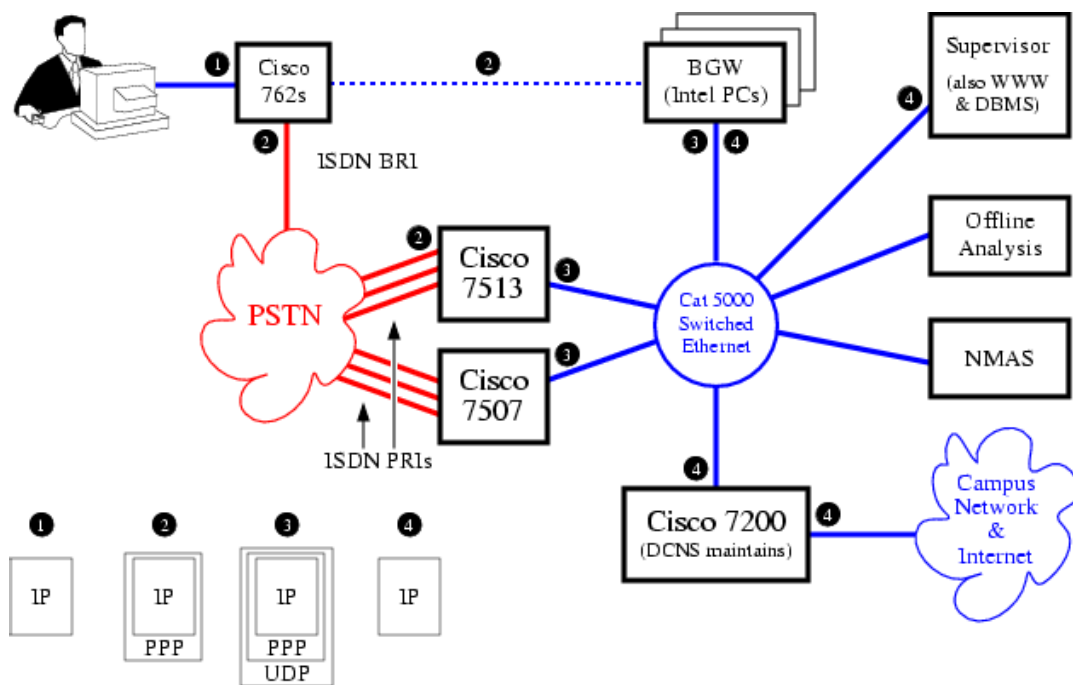 1
Cisco
762s
2
BGW
(Intel PCs)
Supervisor
(also WWW
& DBMS)
4
2
ISDN BRI
3
4
PSTN
2
Cisco
7513
3
Offline
Analysis
Cat 5000
Switched
Ethernet
Cisco
7507
3
NMAS
ISDN PRIs
4
Cisco 7200
(DCNS maintains)
4
Campus
Network
&
Internet
1
2
3
4
IP
IP
IP
IP
PPP
PPP
UDP